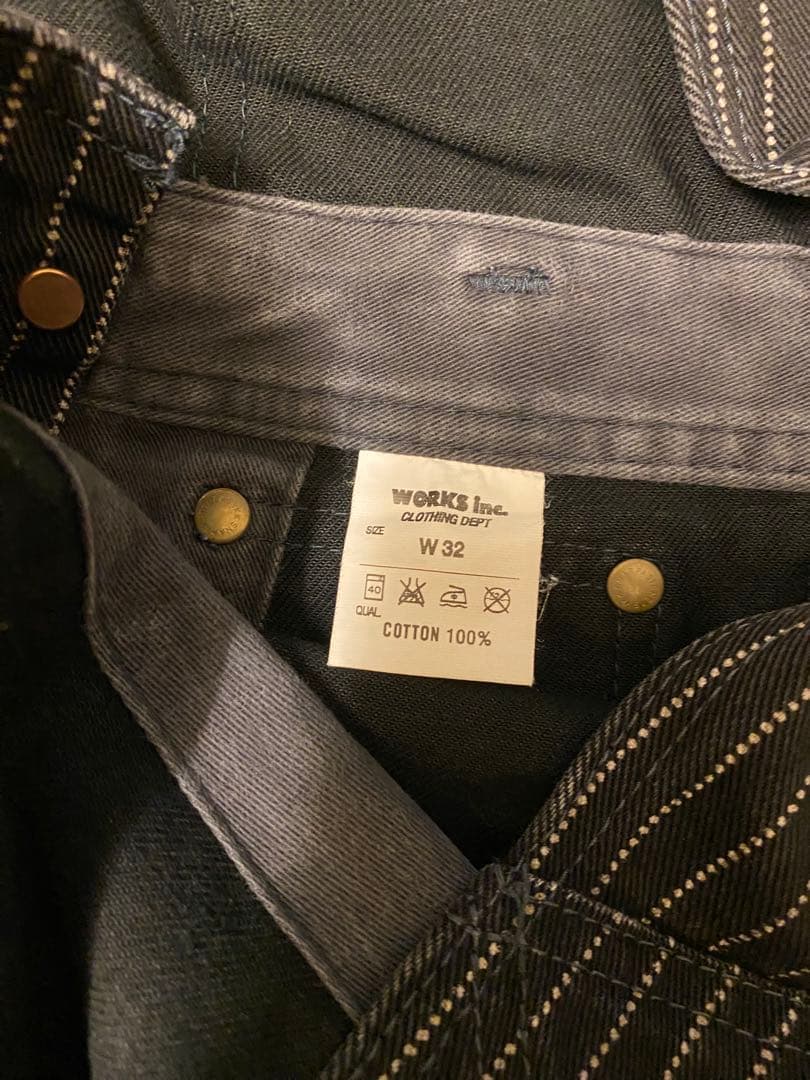 WORKS inc.
CLOTHING DEPT
SIZE
W 32
40
QUAL.
COTTON 100%